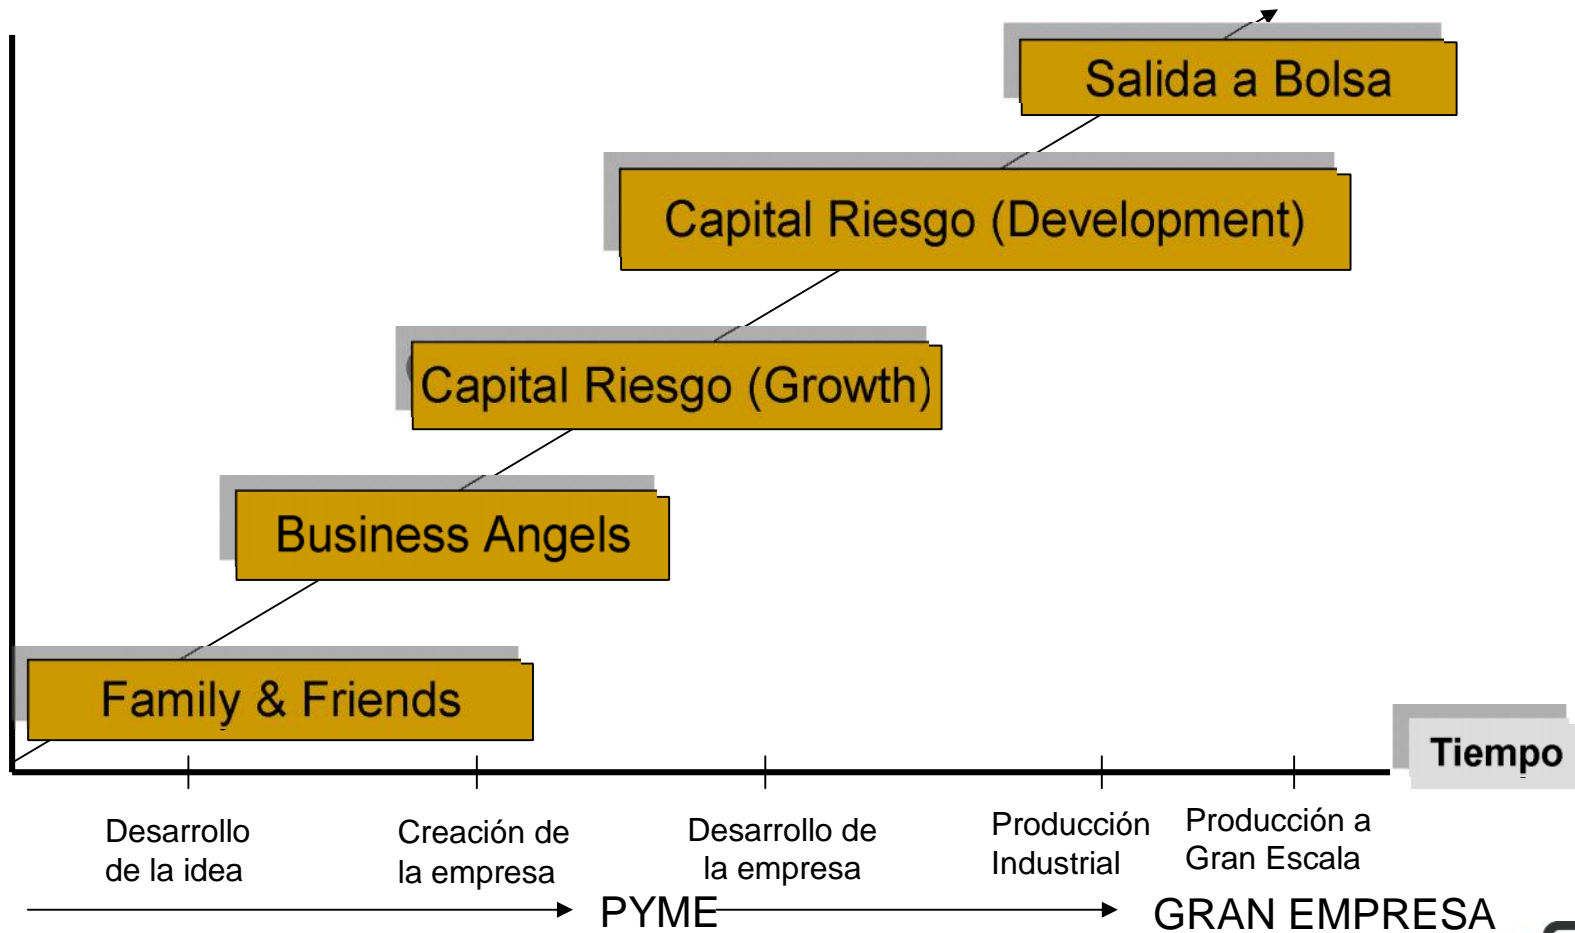 Salida a Bolsa
Capital Riesgo (Development)
Capital Riesgo (Growth)
Business Angels
Family & Friends
Tiempo
Desarrollo
de la idea
Creación de
la empresa
Desarrollo de
la empresa
Producción
Industrial
Producción a
Gran Escala
PYME
GRAN EMPRESA